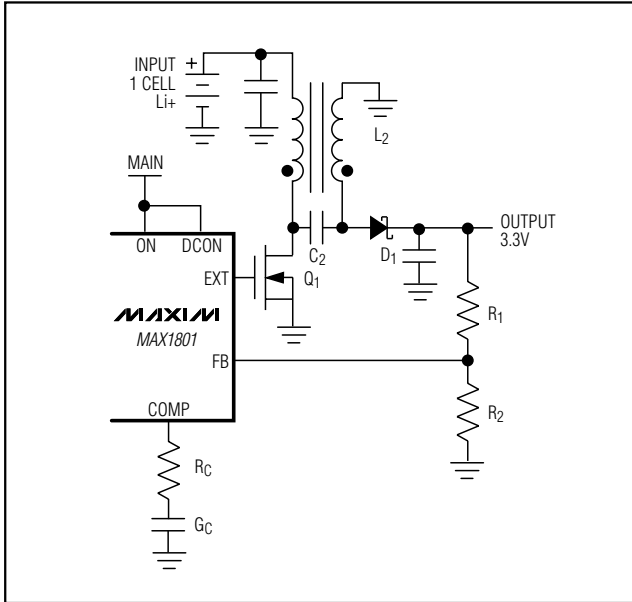 INPUT
1 CELL
Li+
+
L2
MAIN
ON DCON
OUTPUT
3.3V
C2
D1
EXT
Q1
R1
MAXIM
MAX1801
FB
COMP
R2
RC
GC